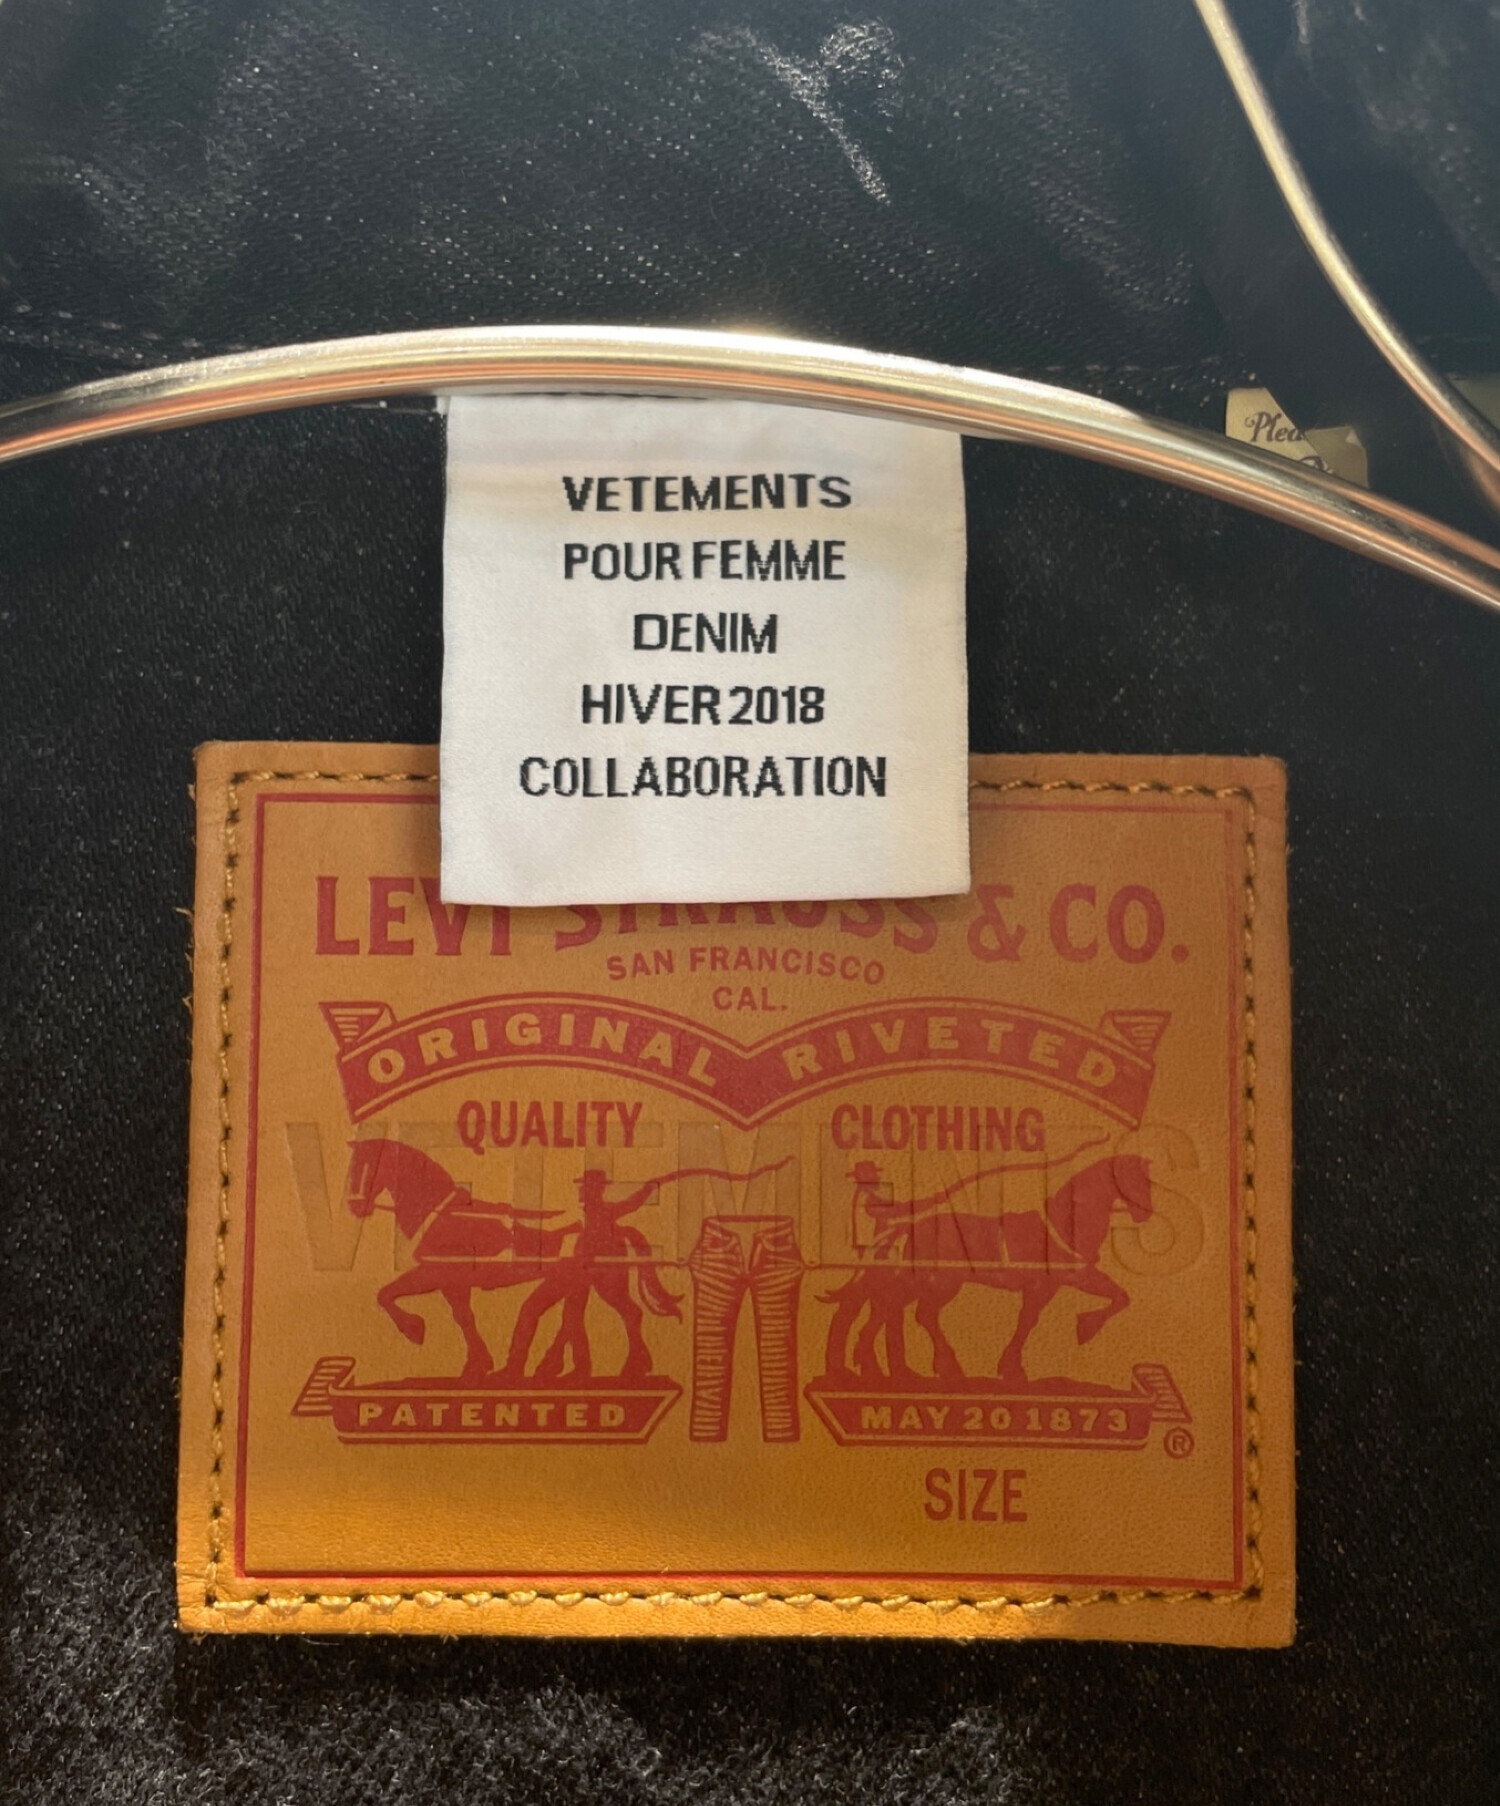 Plea
VETEMENTS
POUR FEMME
DENIM
HIVER 2018
COLLABORATION
LEVI STRAUSS & CO.
SAN FRANCISCO
CAL.
ORIGINAL RIVETED
QUALITY CLOTHING
VETEMENTS
PATENTED MAY 20 1873 ®
SIZE